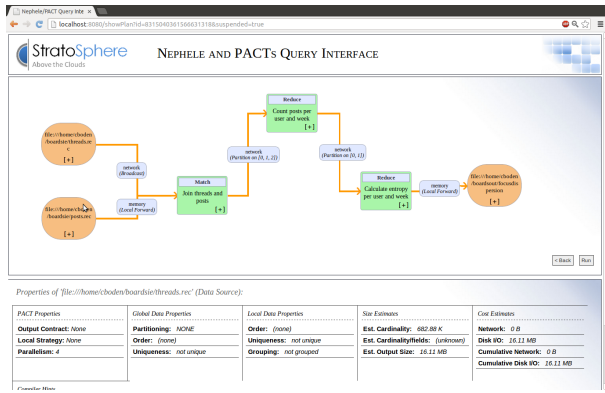 Nephele/PACT Query Inte
localhost:8080/showPlan?id=8315040361566631318&suspended=true
StratoSphere
Above the Clouds
NEPHELE AND PACTS QUERY INTERFACE
Reduce
Count posts per
user and week
[+]
file:///home/cboden
/boardsie/threads.re
c
[+]
network
(Partition on [0, 1, 2])
network
(Partition on [0, 1])
network
(Broadcast)
Match
Join threads and
posts
[+]
Reduce
Calculate entropy
per user and week
[+]
memory
(Local Forward)
file:///home/cboden
/boardsout/focusdis
persion
[+]
file:///home/cboden
/boardsie/posts.rec
[+]
memory
(Local Forward)
< Back
Run
Properties of 'file:///home/cboden/boardsie/threads.rec' (Data Source):
PACT Properties
Output Contract: None
Local Strategy: None
Parallelism: 4
Global Data Properties
Partitioning: NONE
Order: (none)
Uniqueness: not unique
Local Data Properties
Order: (none)
Uniqueness: not unique
Grouping: not grouped
Size Estimates
Est. Cardinality: 682.88 K
Est. Cardinality/fields: (unknown)
Est. Output Size: 16.11 MB
Cost Estimates
Network: 0 B
Disk I/O: 16.11 MB
Cumulative Network: 0 B
Cumulative Disk I/O: 16.11 MB
Compiler Hints